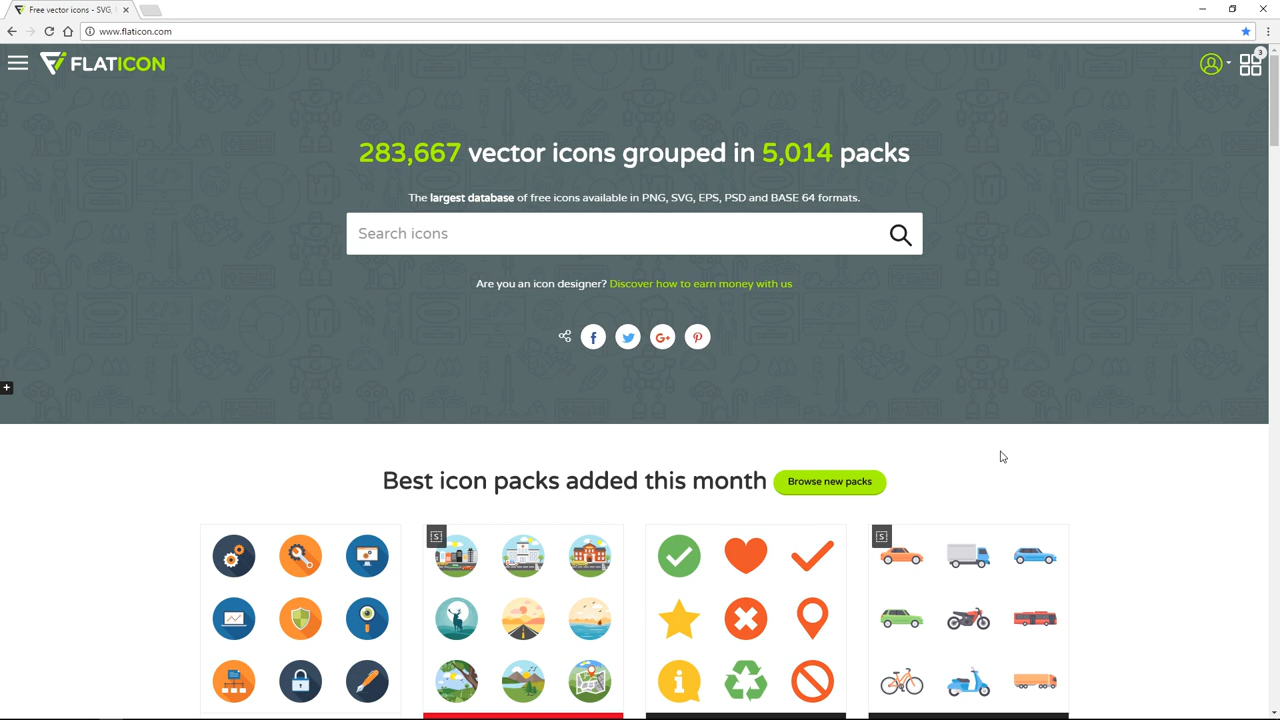 Free vector icons - SVG,
www.flaticon.com
FLATICON
3
283,667 vector icons grouped in 5,014 packs
The largest database of free icons available in PNG, SVG, EPS, PSD and BASE 64 formats.
Search icons
Are you an icon designer? Discover how to earn money with us
Best icon packs added this month
Browse new packs
S
S